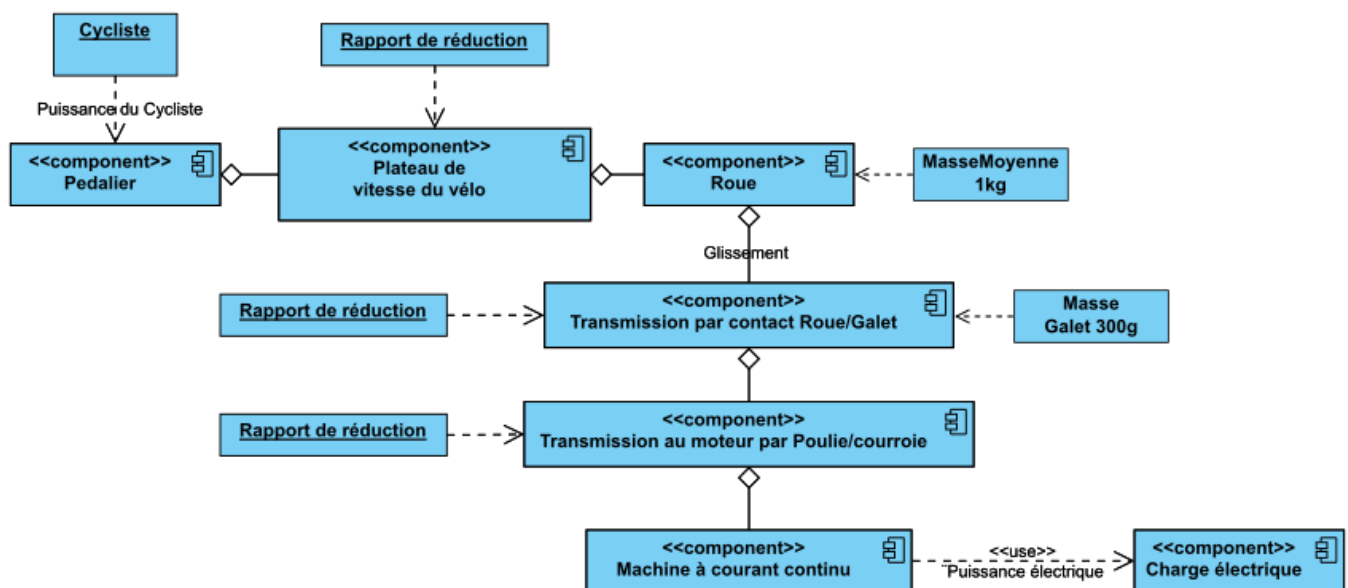 Cycliste
Rapport de réduction
Puissance du Cycliste
<<component>>
Pedalier
<<component>>
Plateau de
vitesse du vélo
<<component>>
Roue
MasseMoyenne
1kg
Glissement
Rapport de réduction
<<component>>
Transmission par contact Roue/Galet
Masse
Galet 300g
Rapport de réduction
<<component>>
Transmission au moteur par Poulie/courroie
<<component>>
Machine à courant continu
<<use>>
¨Puissance électrique
<<component>>
Charge électrique